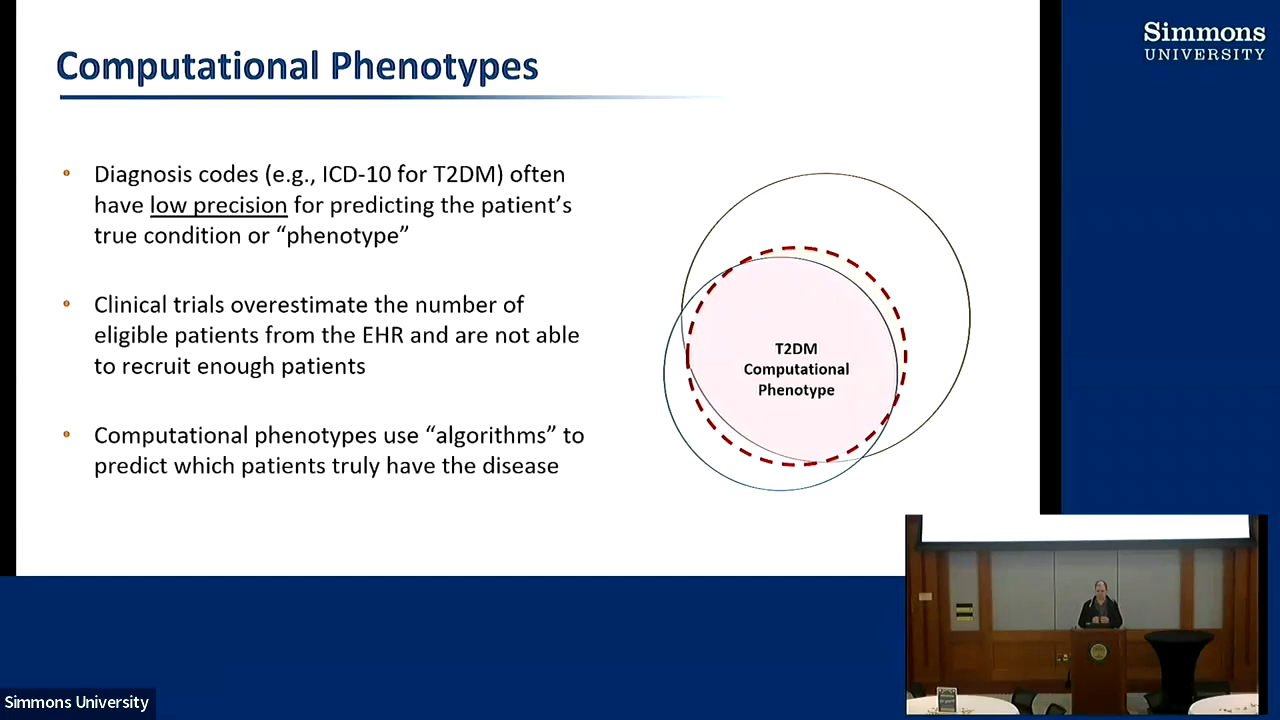 Computational Phenotypes
Simmons
UNIVERSITY
• Diagnosis codes (e.g., ICD-10 for T2DM) often
have low precision for predicting the patient’s
true condition or “phenotype”
• Clinical trials overestimate the number of
eligible patients from the EHR and are not able
to recruit enough patients
• Computational phenotypes use “algorithms” to
predict which patients truly have the disease
T2DM
Computational
Phenotype
Simmons University